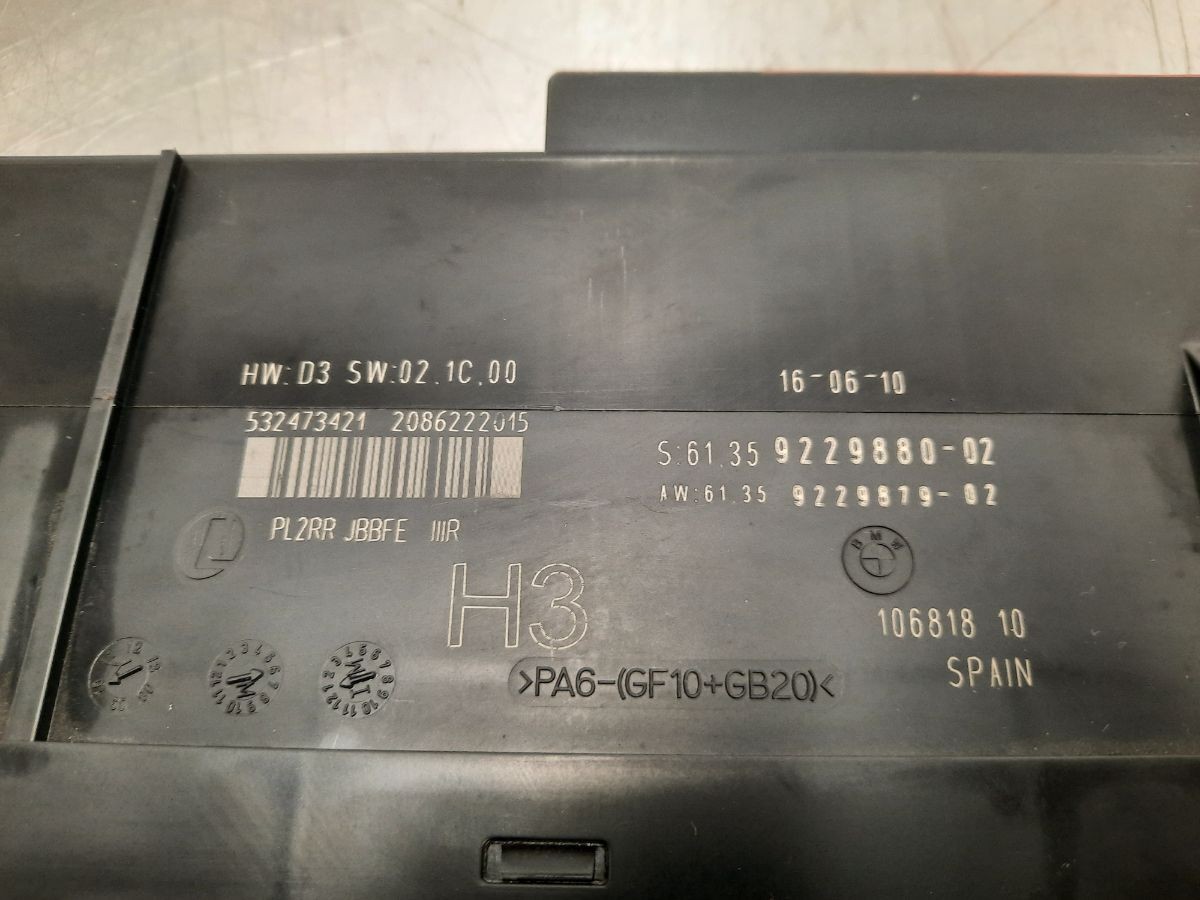 HW: D3 SW:02.1C.00
16-06-10
532473421 2086222015
S:61.35 9229880-02
AW:61.35 9229879-02
PL2RR JBBFE IIIR
BMW
H3
106818 10
>PA6-(GF10+GB20)<
SPAIN